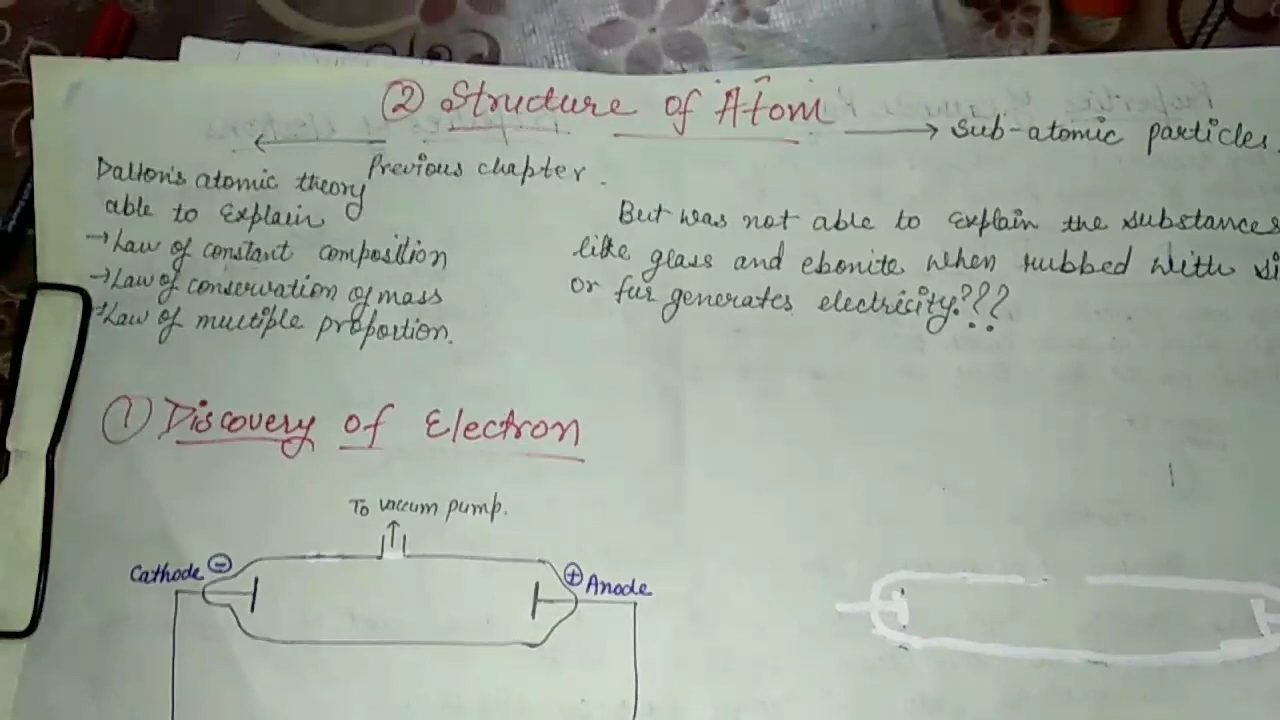 ② Structure of Atom
→ Sub-atomic particles.
← Previous chapter.
Dalton's atomic theory
able to Explain
→ Law of constant composition
→ Law of conservation of mass
→ Law of multiple proportion.
But was not able to Explain the substances
like glass and ebonite when rubbed with
or fur generates electricity???
① Discovery of Electron
To vaccum pump.
Cathode ⊖
⊕ Anode